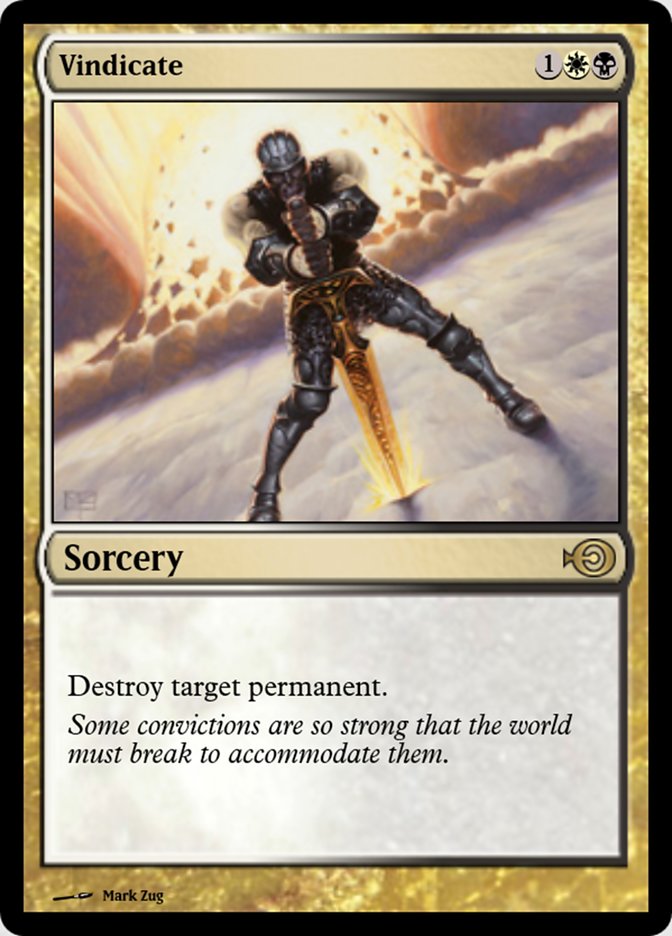 Vindicate 1
Sorcery
Destroy target permanent.
Some convictions are so strong that the world
must break to accommodate them.
Mark Zug